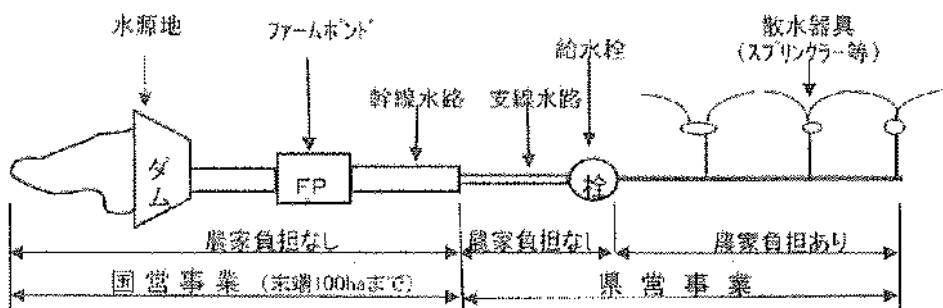 水源地
ファームポンド
給水栓
散水器具
(スプリンクラー等)
幹線水路
支線水路
ダム
FP
栓
農家負担なし
農家負担なし
農家負担あり
国営事業(末端100haまで)
県営事業